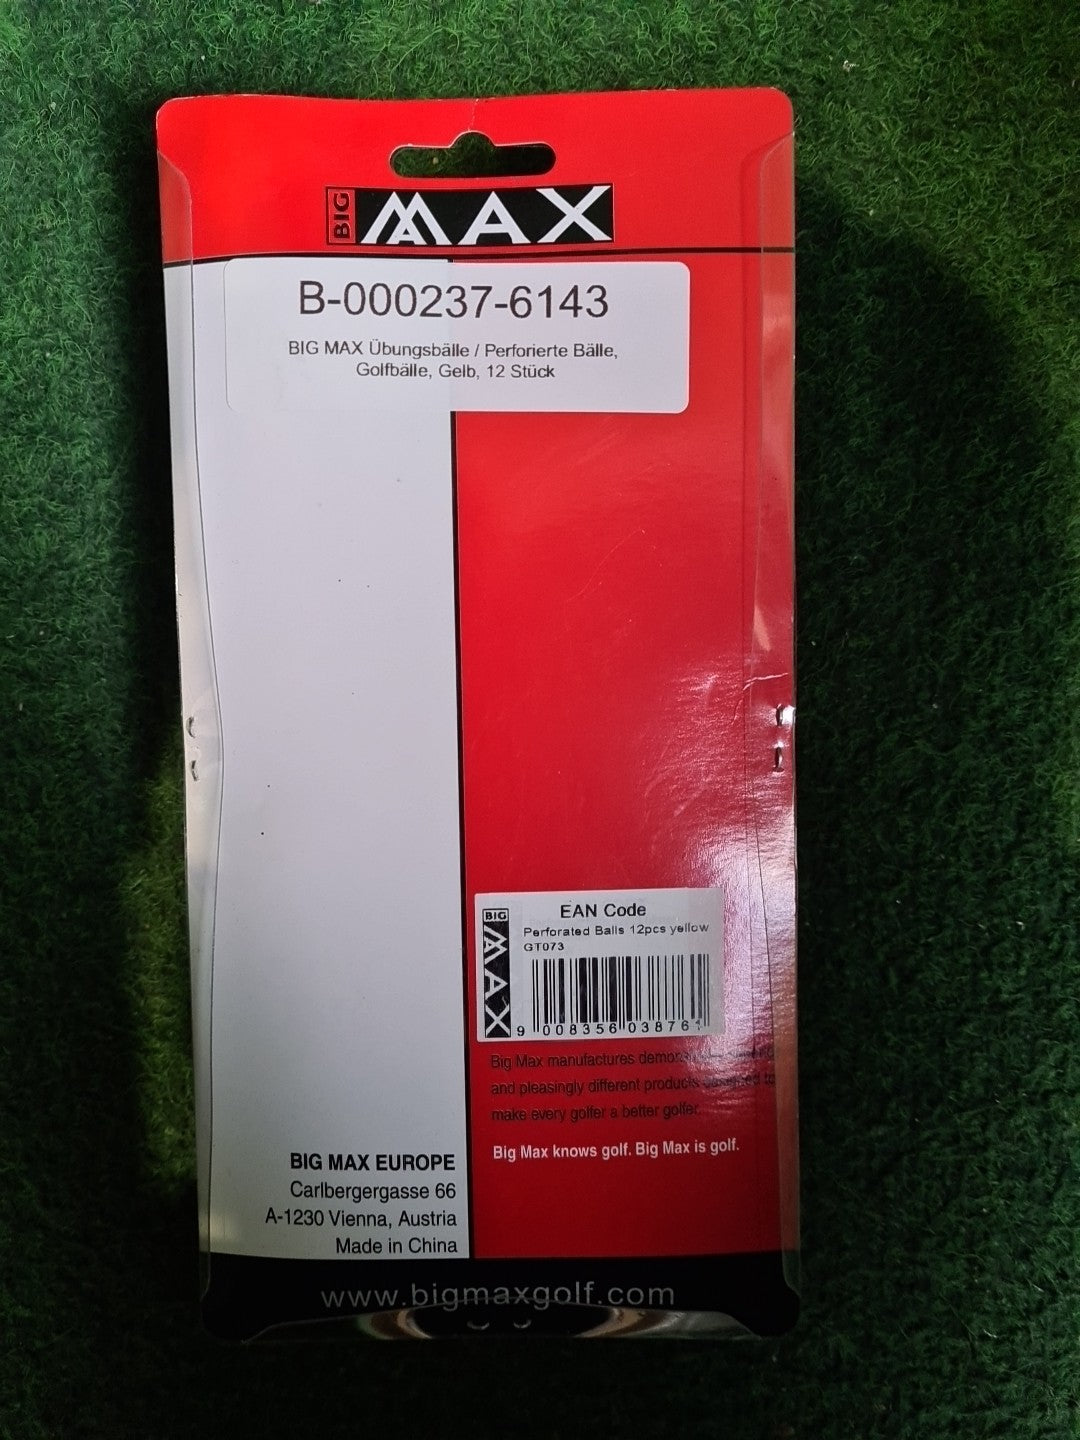 BIG MAX
B-000237-6143
BIG MAX Übungsbälle / Perforierte Bälle,
Golfbälle, Gelb, 12 Stück
BIG MAX
EAN Code
Perforated Balls 12pcs yellow
GT073
9 008356 038761
Big Max manufactures
and pleasingly different products designed to
make every golfer a better golfer.
Big Max knows golf. Big Max is golf.
BIG MAX EUROPE
Carlbergergasse 66
A-1230 Vienna, Austria
Made in China
www.bigmaxgolf.com